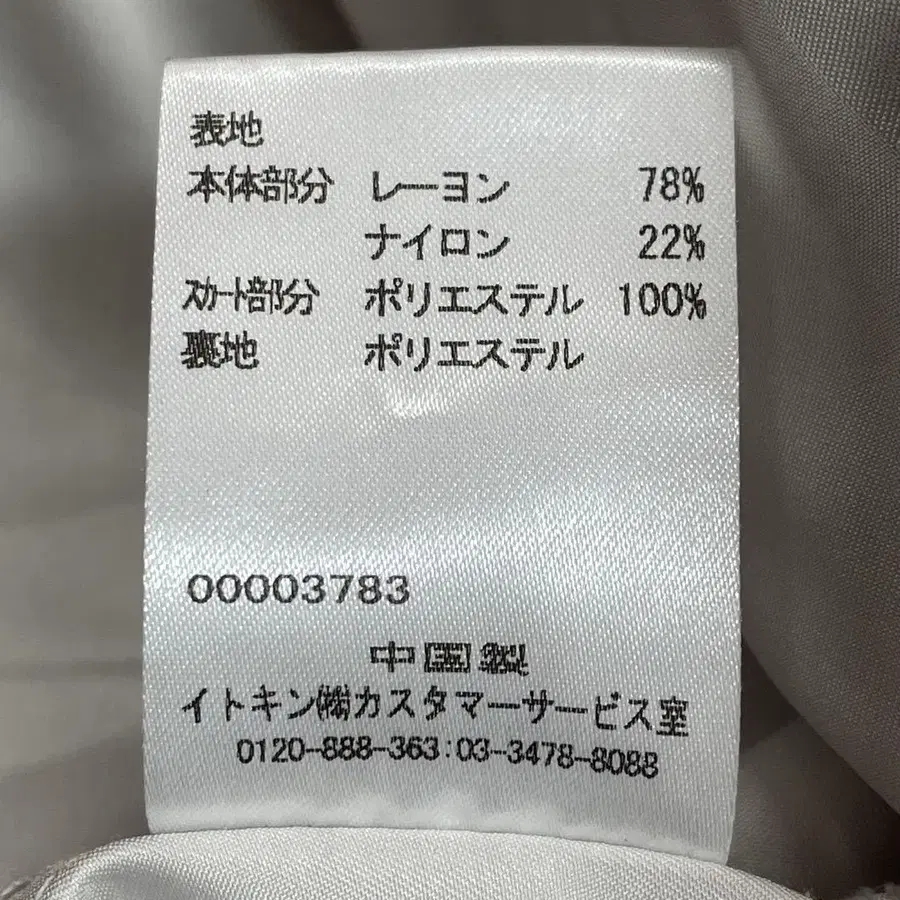 表地
本体部分 レーヨン 78%
ナイロン 22%
スカート部分 ポリエステル 100%
裏地 ポリエステル
00003783
中国製
イトキン㈱カスタマーサービス室
0120-888-363:03-3478-8088